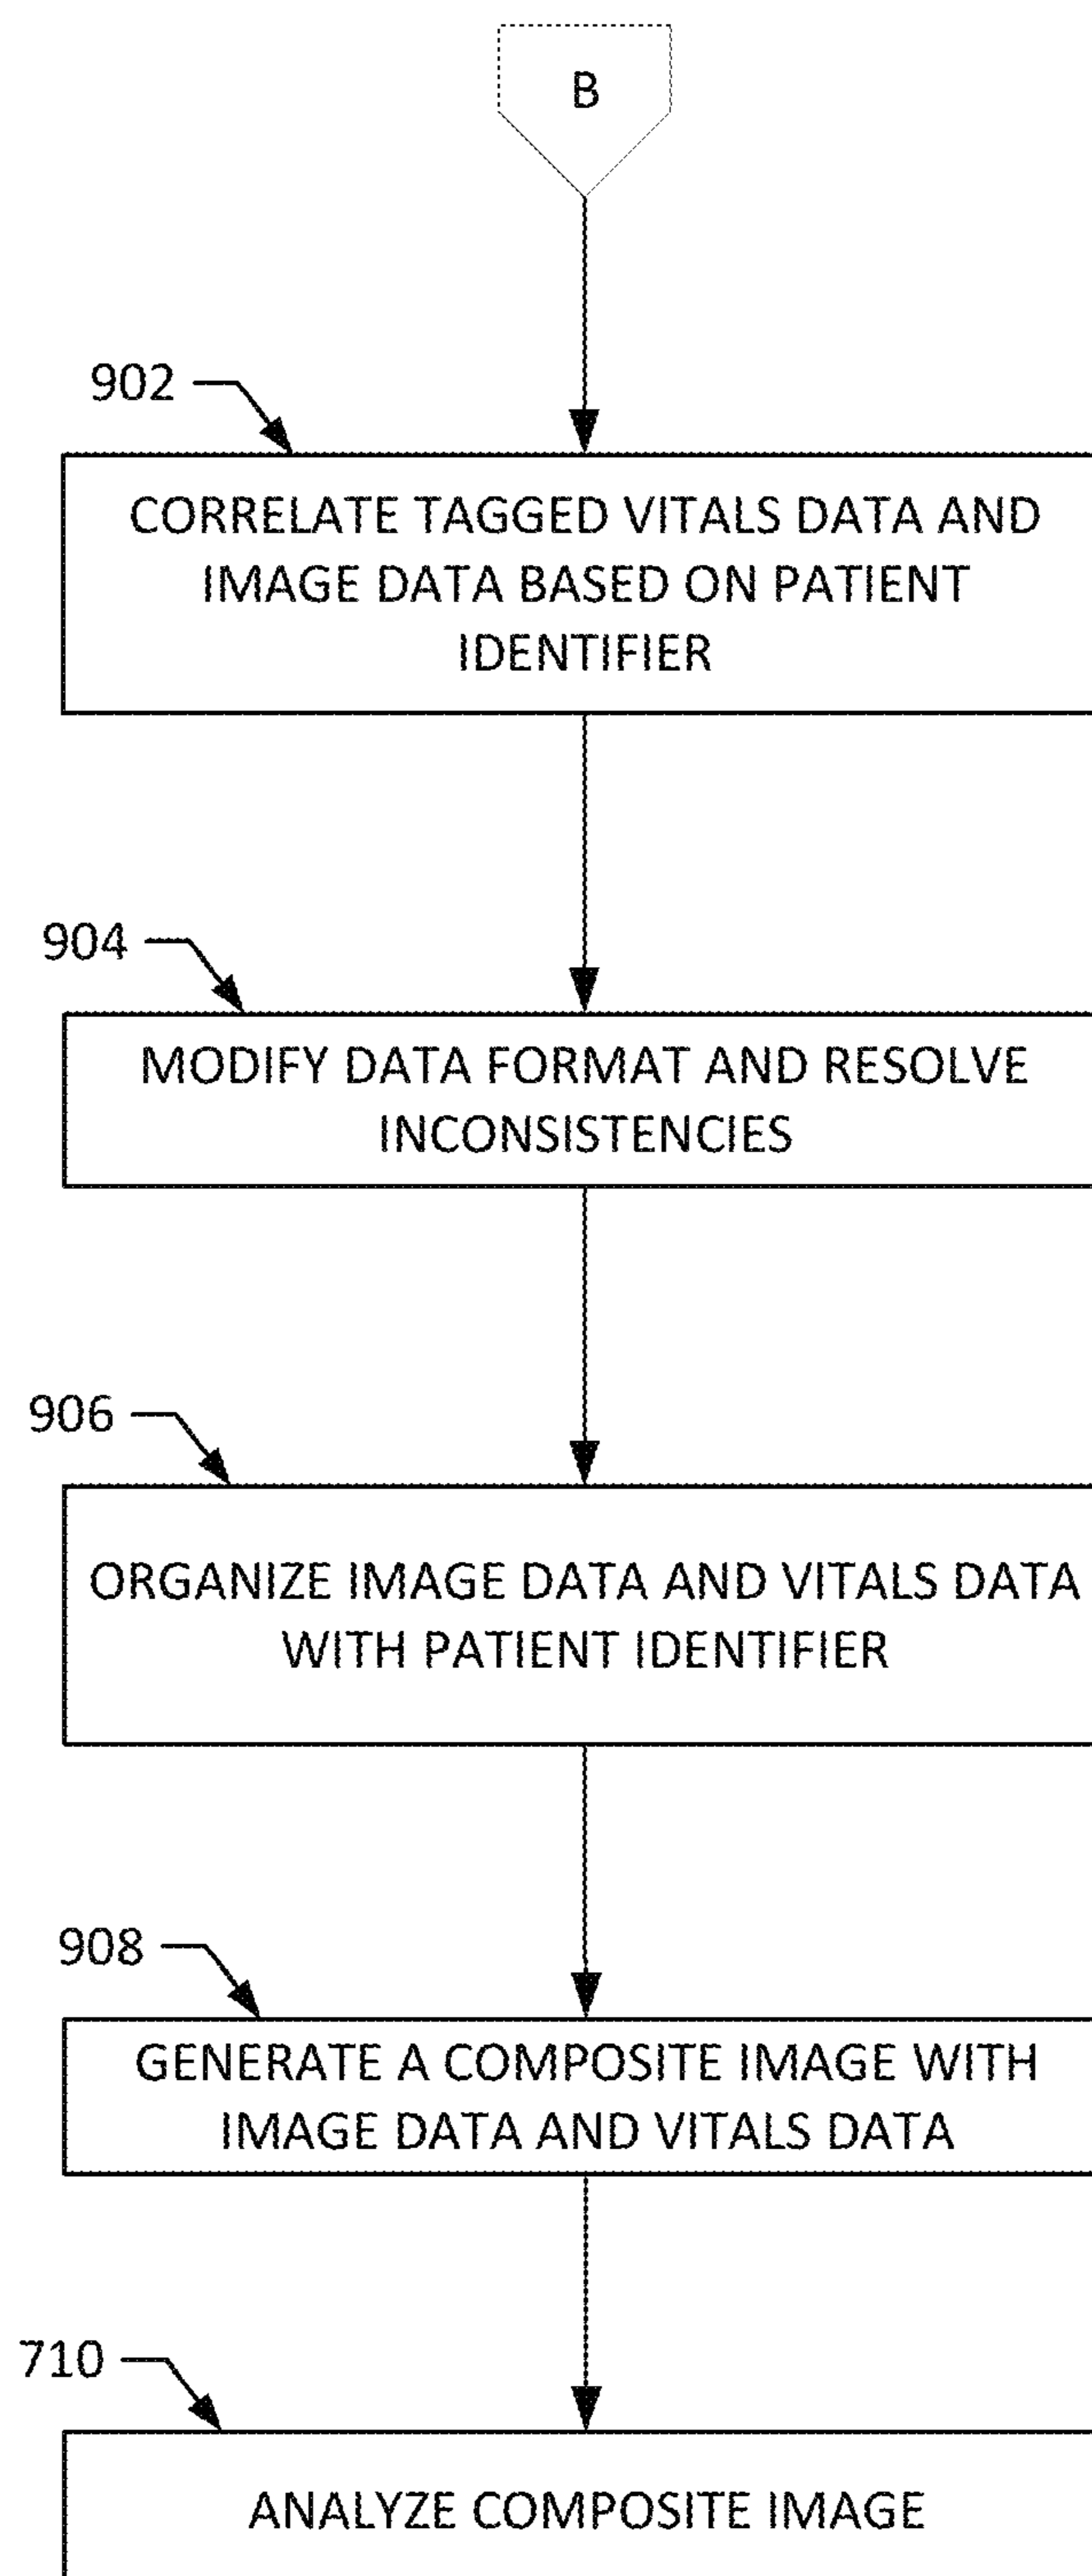 B
902
CORRELATE TAGGED VITALS DATA AND
IMAGE DATA BASED ON PATIENT
IDENTIFIER
904
MODIFY DATA FORMAT AND RESOLVE
INCONSISTENCIES
906
ORGANIZE IMAGE DATA AND VITALS DATA
WITH PATIENT IDENTIFIER
908
GENERATE A COMPOSITE IMAGE WITH
IMAGE DATA AND VITALS DATA
710
ANALYZE COMPOSITE IMAGE